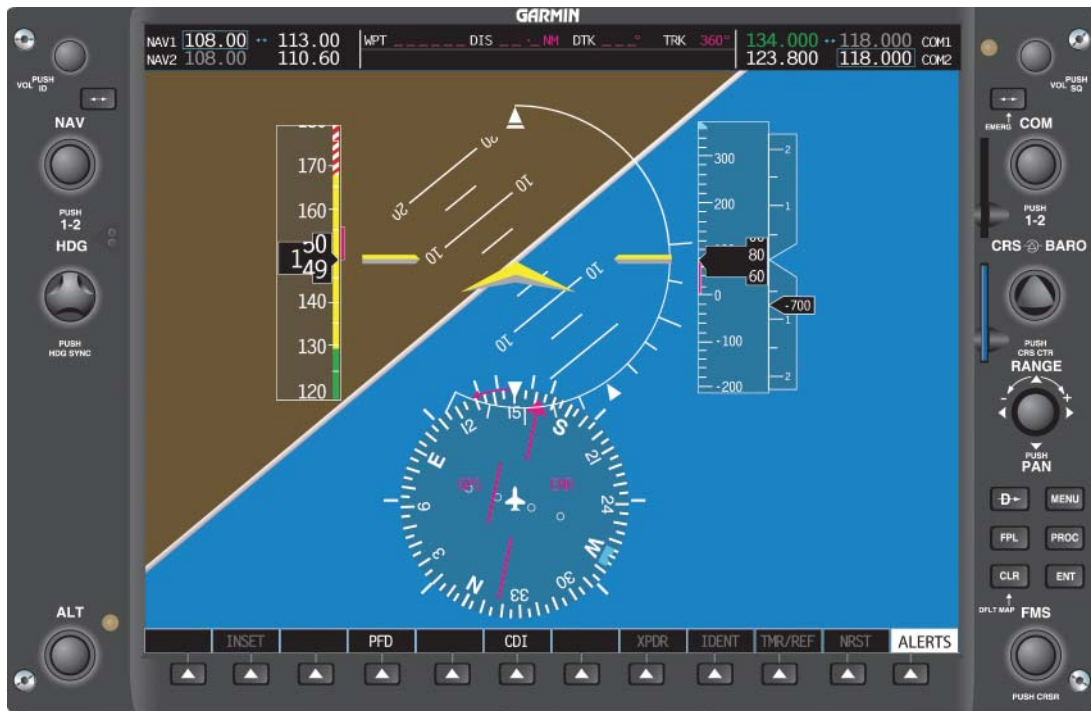 GARMIN
NAV1 108.00 ↔ 113.00 WPT _ _ _ _ _ _ DIS _ _ . _ NM DTK _ _ _° TRK 360° 134.000 ↔ 118.000 COM1
NAV2 108.00 110.60 123.800 118.000 COM2
VOL PUSH ID
NAV
PUSH
1-2
HDG
PUSH
HDG SYNC
ALT
170
160
150
149
140
130
120
20
20
10
10
10
10
300
200
80
60
0
-100
-200
2
1
-700
1
2
12
15
S
21
24
W
30
33
N
3
6
E
GPS
ENR
INSET PFD CDI XPDR IDENT TMR/REF NRST ALERTS
VOL PUSH SQ
EMERG
COM
PUSH
1-2
CRS BARO
PUSH
CRS CTR
RANGE
- +
PUSH
PAN
D MENU
FPL PROC
CLR ENT
DFLT MAP FMS
PUSH CRSR